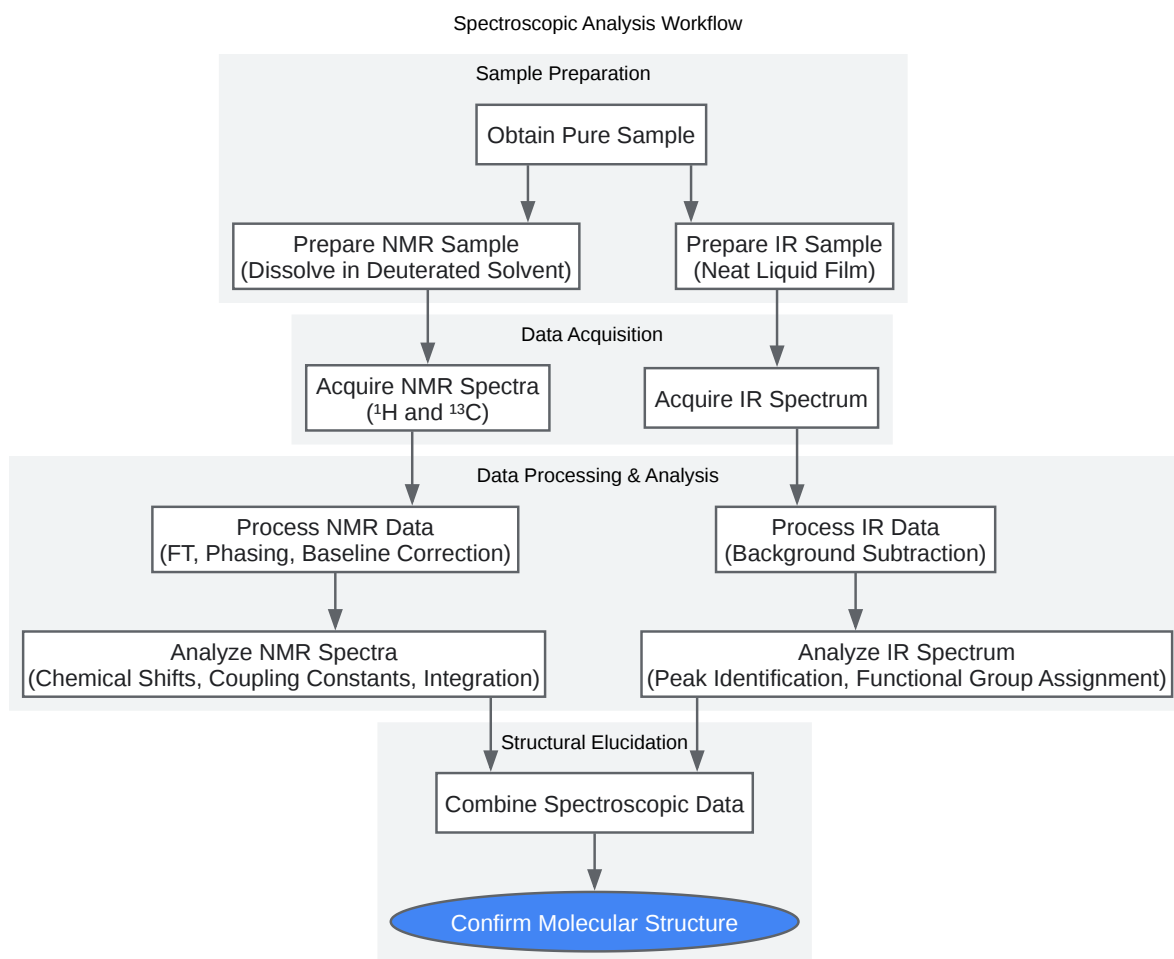 Spectroscopic Analysis Workflow
Sample Preparation
Obtain Pure Sample
Prepare NMR Sample
(Dissolve in Deuterated Solvent)
Prepare IR Sample
(Neat Liquid Film)
Data Acquisition
Acquire NMR Spectra
(¹H and ¹³C)
Acquire IR Spectrum
Data Processing & Analysis
Process NMR Data
(FT, Phasing, Baseline Correction)
Process IR Data
(Background Subtraction)
Analyze NMR Spectra
(Chemical Shifts, Coupling Constants, Integration)
Analyze IR Spectrum
(Peak Identification, Functional Group Assignment)
Structural Elucidation
Combine Spectroscopic Data
Confirm Molecular Structure